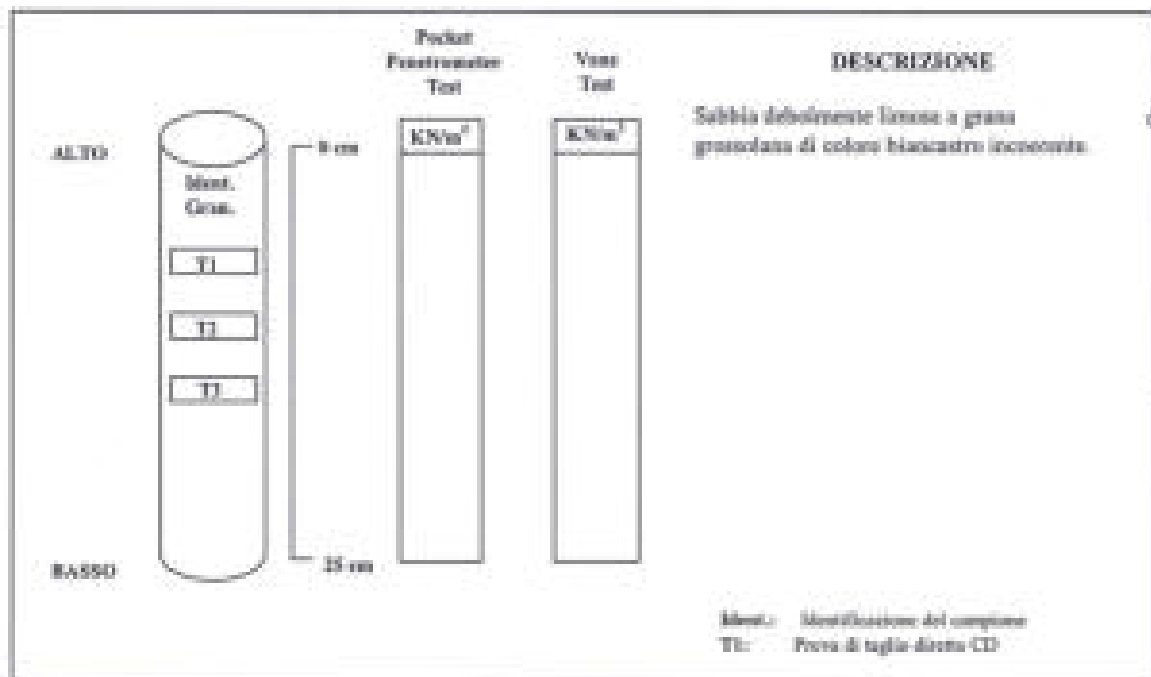 Pocket
Penetrometer
Test
Vane
Test
DESCRIZIONE
KN/m²
KN/m²
Sabbia debolmente limosa a grana
grossolana di colore biancastro incoerente.
ALTO
0 cm
Ident.
Gran.
T1
T2
T3
BASSO
25 cm
Ident.: Identificazione del campione
T1: Prova di taglio diretta CD